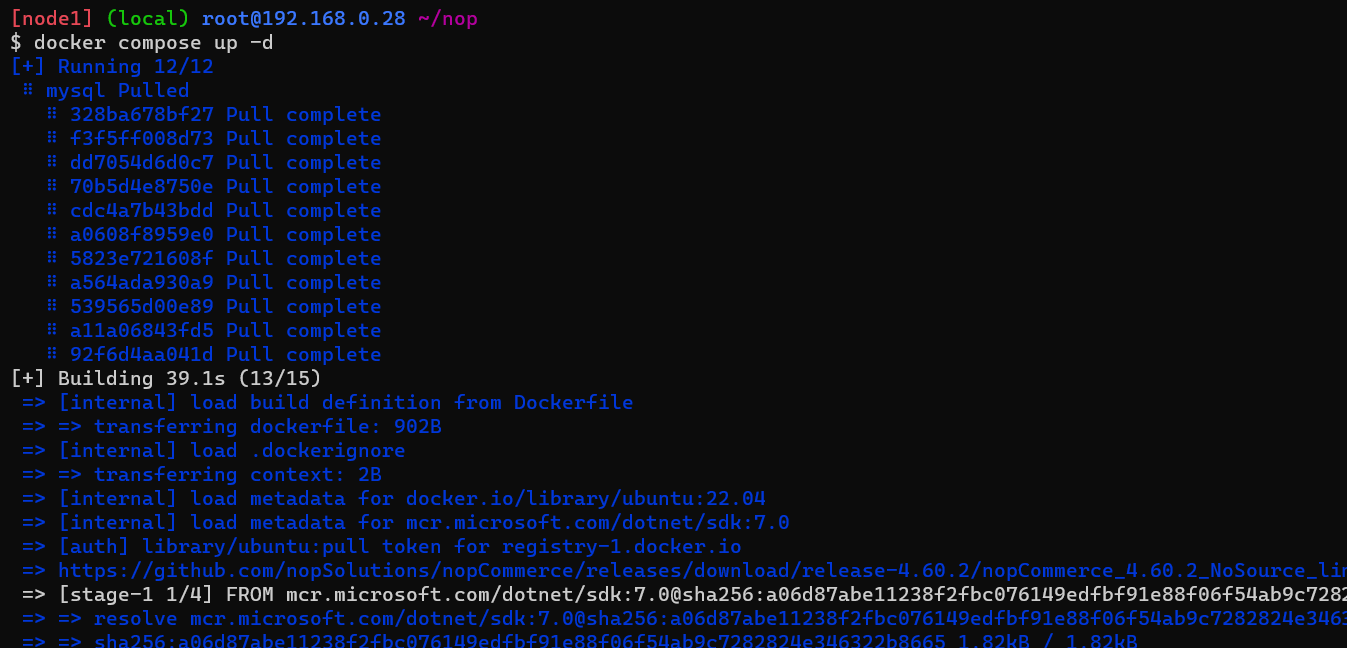 [node1] (local) root@192.168.0.28 ~/nop
$ docker compose up -d
[+] Running 12/12
⠿ mysql Pulled
⠿ 328ba678bf27 Pull complete
⠿ f3f5ff008d73 Pull complete
⠿ dd7054d6d0c7 Pull complete
⠿ 70b5d4e8750e Pull complete
⠿ cdc4a7b43bdd Pull complete
⠿ a0608f8959e0 Pull complete
⠿ 5823e721608f Pull complete
⠿ a564ada930a9 Pull complete
⠿ 539565d00e89 Pull complete
⠿ a11a06843fd5 Pull complete
⠿ 92f6d4aa041d Pull complete
[+] Building 39.1s (13/15)
=> [internal] load build definition from Dockerfile
=> => transferring dockerfile: 902B
=> [internal] load .dockerignore
=> => transferring context: 2B
=> [internal] load metadata for docker.io/library/ubuntu:22.04
=> [internal] load metadata for mcr.microsoft.com/dotnet/sdk:7.0
=> [auth] library/ubuntu:pull token for registry-1.docker.io
=> https://github.com/nopSolutions/nopCommerce/releases/download/release-4.60.2/nopCommerce_4.60.2_NoSource_lin
=> [stage-1 1/4] FROM mcr.microsoft.com/dotnet/sdk:7.0@sha256:a06d87abe11238f2fbc076149edfbf91e88f06f54ab9c7282
=> => resolve mcr.microsoft.com/dotnet/sdk:7.0@sha256:a06d87abe11238f2fbc076149edfbf91e88f06f54ab9c7282824e3463
=> => sha256:a06d87abe11238f2fbc076149edfbf91e88f06f54ab9c7282824e346322b8665 1.82kB / 1.82kB